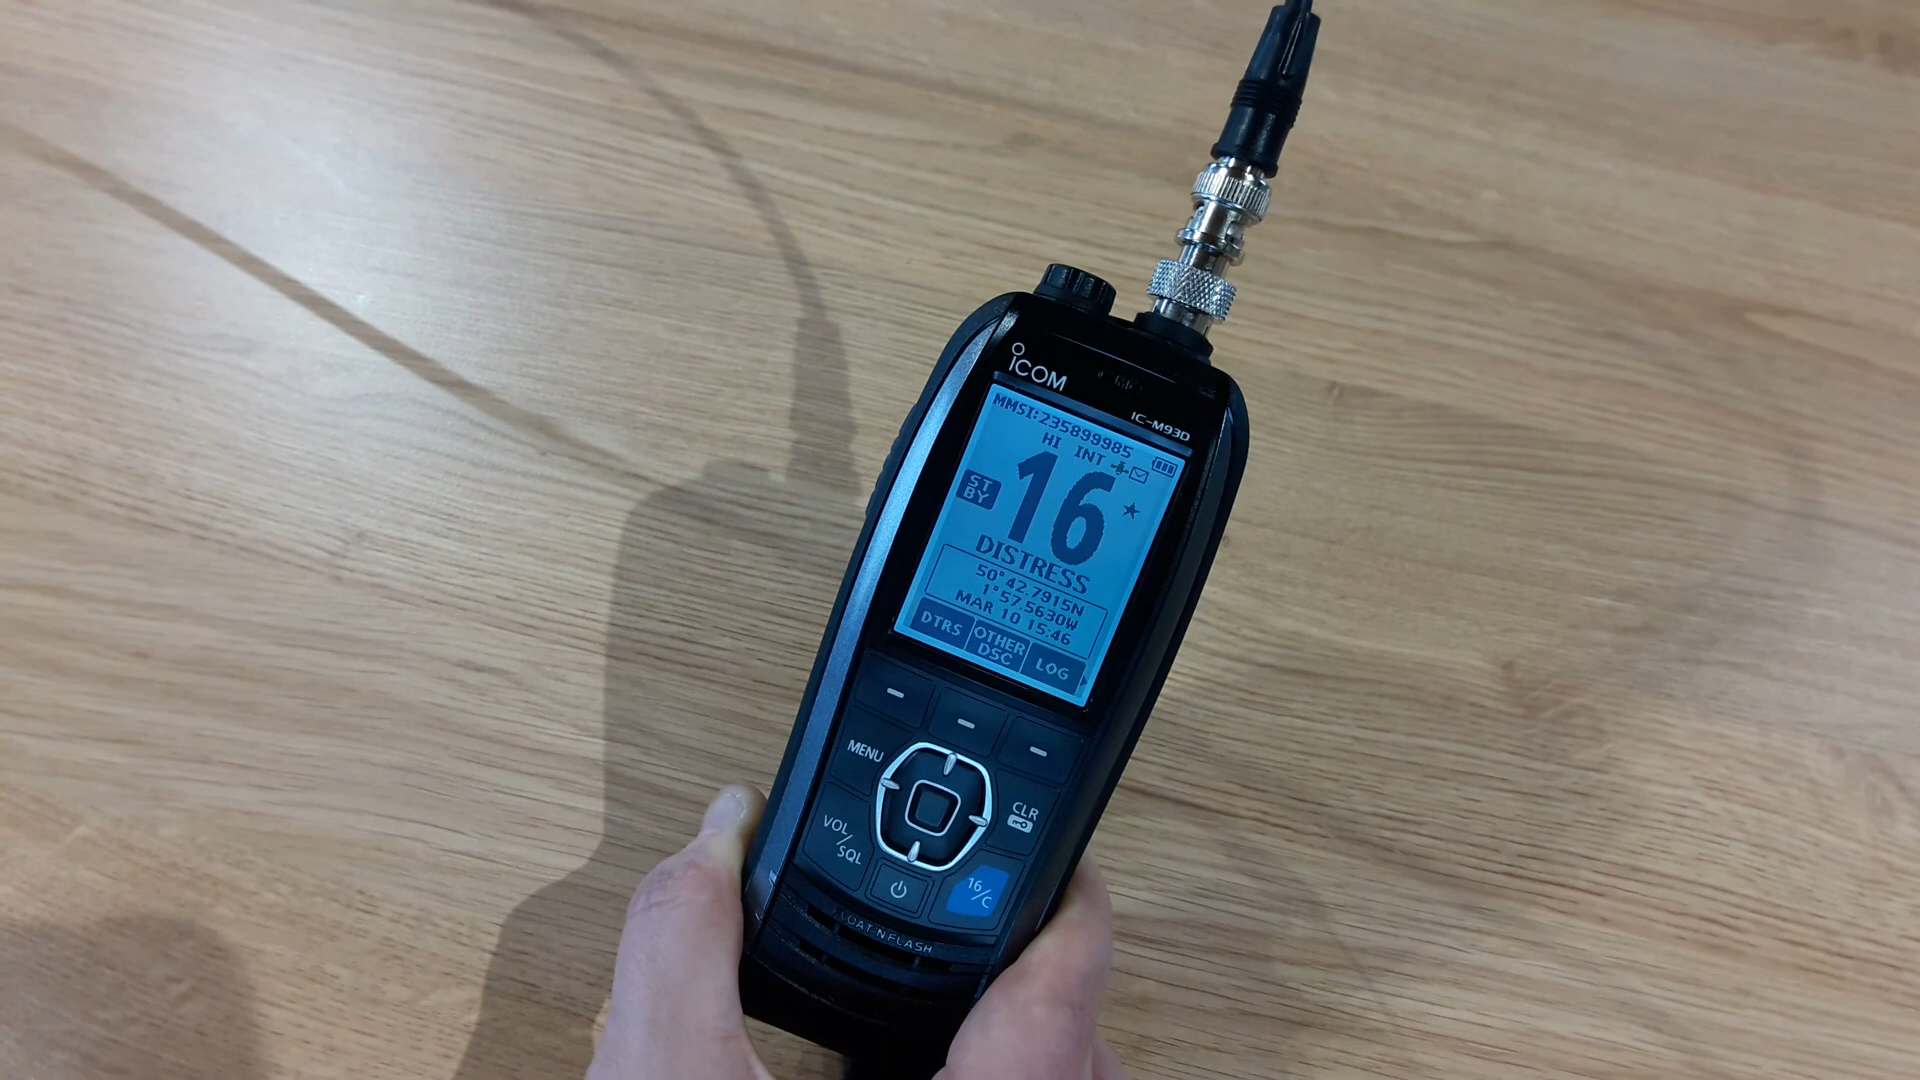 ICOM
IC-M93D
MMSI:235899985
HI INT
ST
BY
16
DISTRESS
50°42.7915N
1°57.5630W
MAR 10 15:46
DTRS
OTHER
DSC
LOG
MENU
CLR
VOL/SQL
16/C
FLOAT'N FLASH